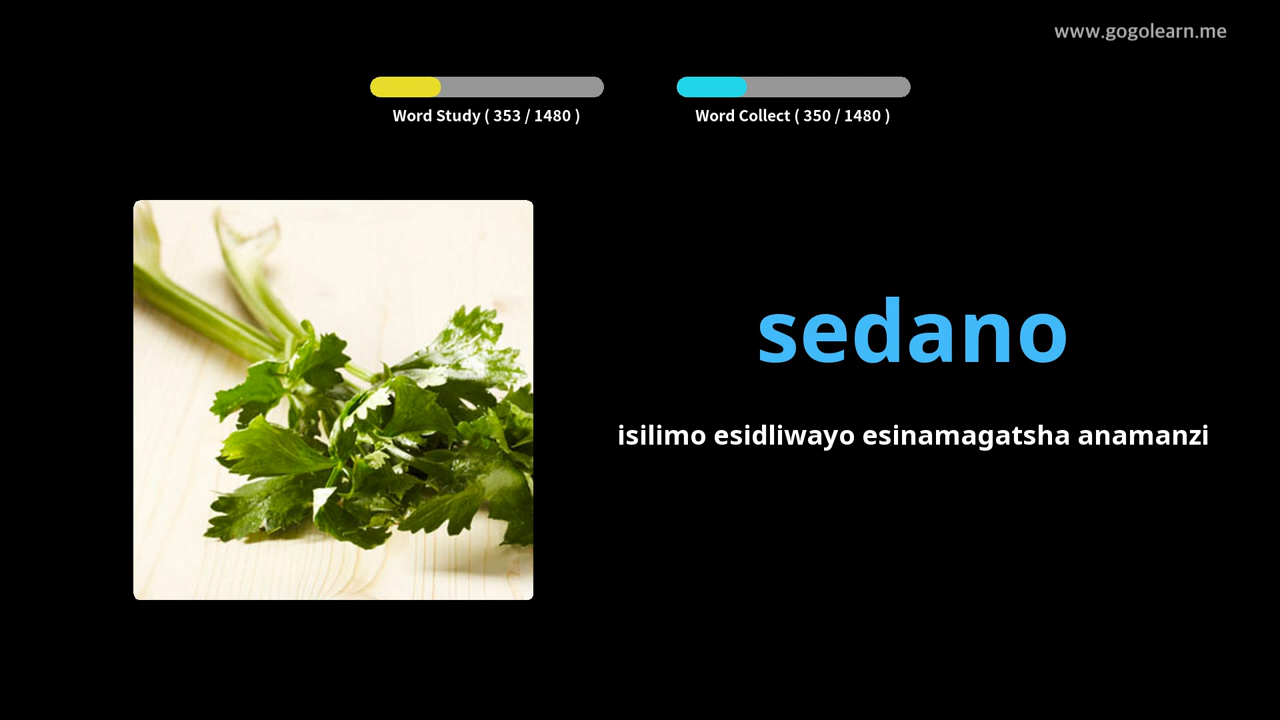 www.gogolearn.me
Word Study ( 353 / 1480 )
Word Collect ( 350 / 1480 )
sedano
isilimo esidliwayo esinamagatsha anamanzi